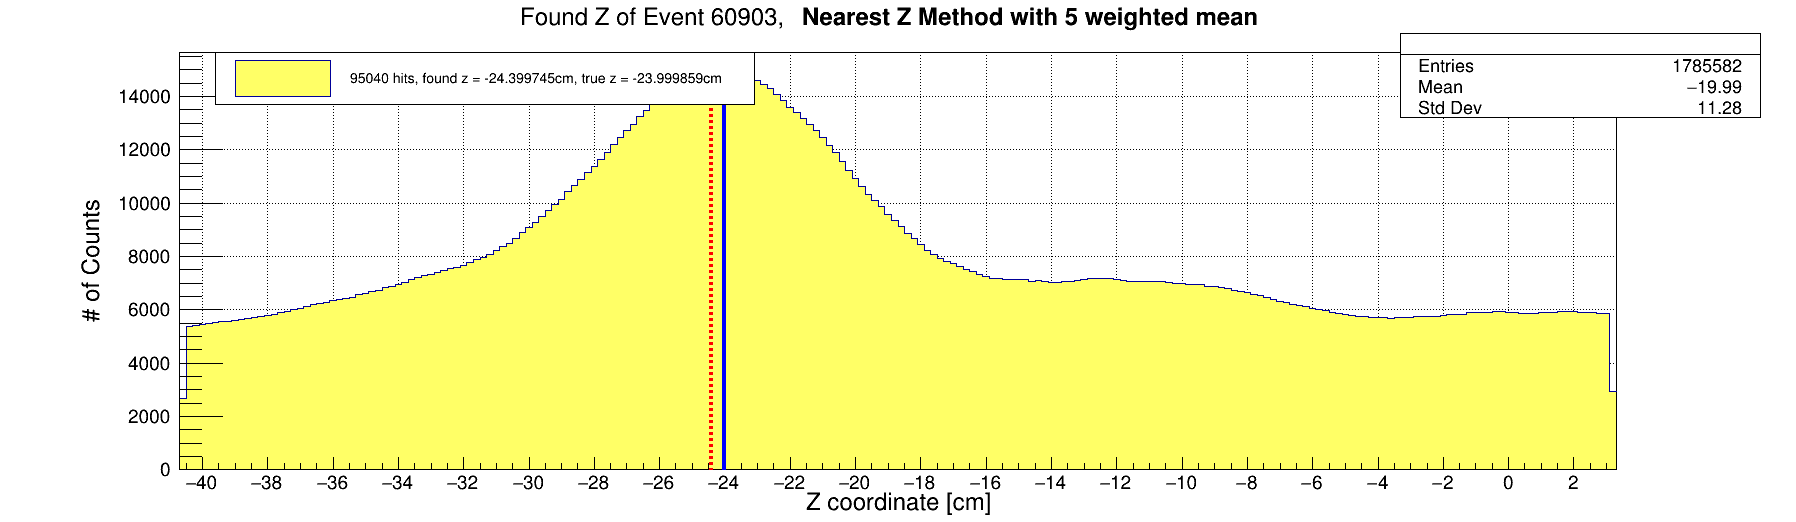 Found Z of Event 60903, Nearest Z Method with 5 weighted mean
95040 hits, found z = -24.399745cm, true z = -23.999859cm
Entries 1785582
Mean −19.99
Std Dev 11.28
14000
12000
10000
8000
6000
4000
2000
0
# of Counts
−40 −38 −36 −34 −32 −30 −28 −26 −24 −22 −20 −18 −16 −14 −12 −10 −8 −6 −4 −2 0 2
Z coordinate [cm]